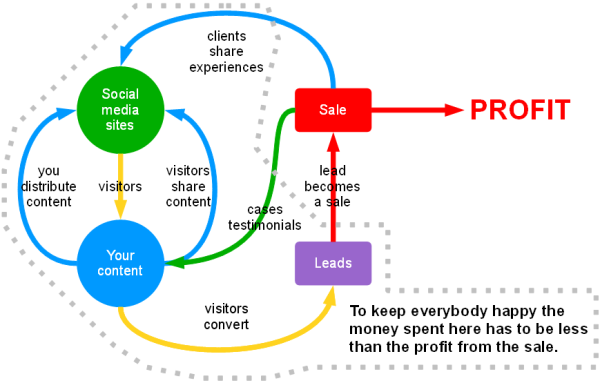 clients
share
experiences
Social
media
sites
Sale
PROFIT
you
distribute
content
visitors
visitors
share
content
lead
becomes
a sale
cases
testimonials
Your
content
Leads
visitors
convert
To keep everybody happy the
money spent here has to be less
than the profit from the sale.